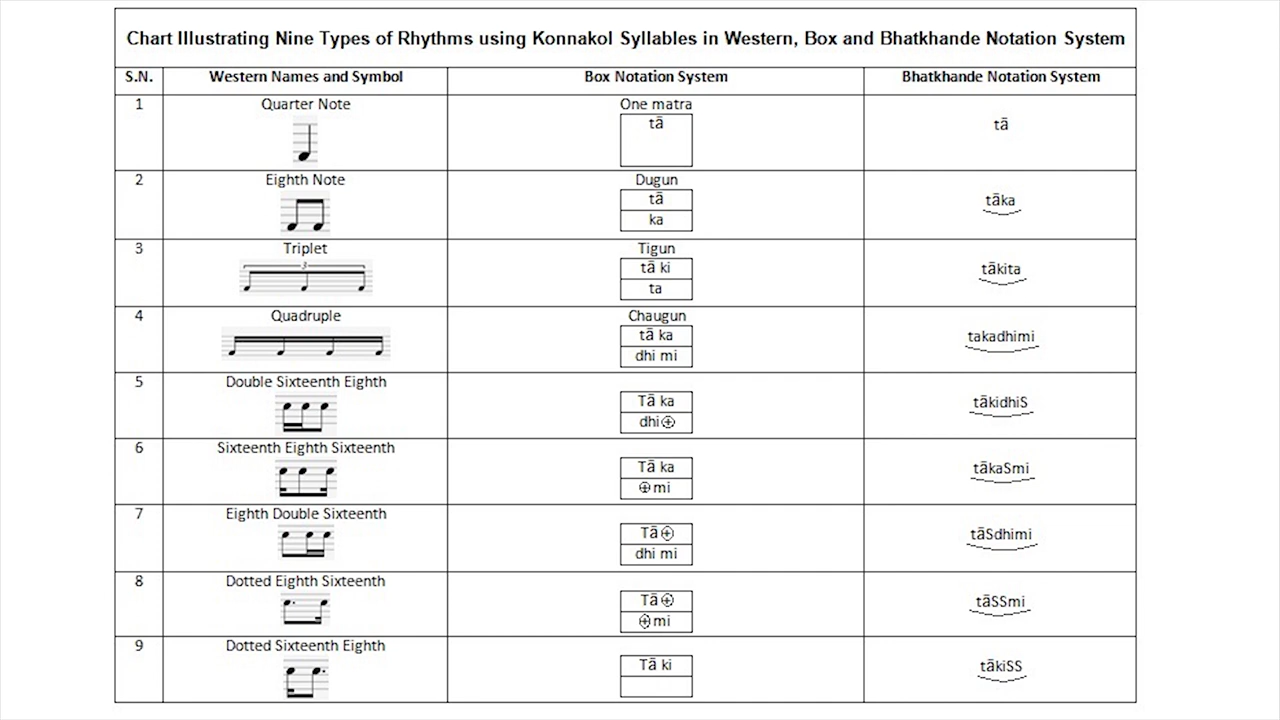 Chart Illustrating Nine Types of Rhythms using Konnakol Syllables in Western, Box and Bhatkhande Notation System
S.N. Western Names and Symbol Box Notation System Bhatkhande Notation System
1 Quarter Note One matra
tā tā
2 Eighth Note Dugun
tā tāka
ka
3 Triplet Tigun
3 tā ki tākita
ta
4 Quadruple Chaugun
tā ka takadhimi
dhi mi
5 Double Sixteenth Eighth
Tā ka tākidhiS
dhi⊕
6 Sixteenth Eighth Sixteenth
Tā ka tākaSmi
⊕mi
7 Eighth Double Sixteenth
Tā⊕ tāSdhimi
dhi mi
8 Dotted Eighth Sixteenth
Tā⊕ tāSSmi
⊕mi
9 Dotted Sixteenth Eighth
Tā ki tākiSS